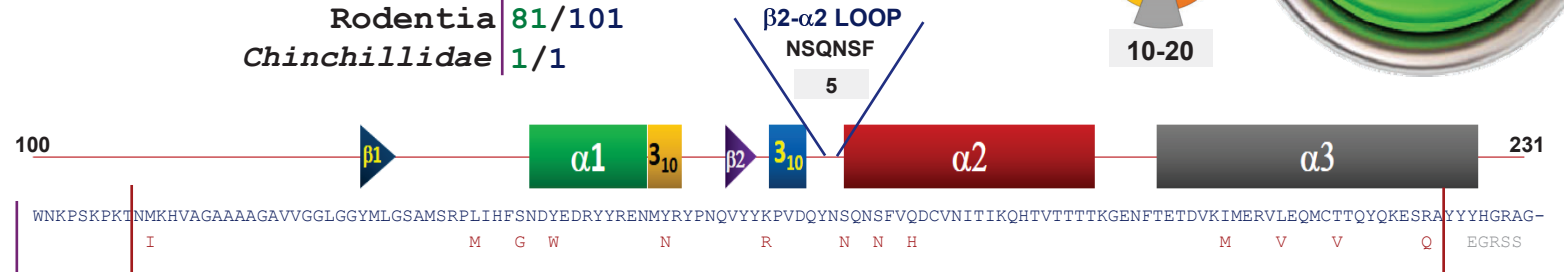 Rodentia 81/101
Chinchillidae 1/1
β2-α2 LOOP
NSQNSF
5
10-20
100 β1 α1 3₁₀ β2 3₁₀ α2 α3 231
WNKPSKPKTNMKHVAGAAAAGAVVGGLGGYMLGSAMSRPLIHFSNDYEDRYYRENMYRYPNQVYYKPVDQYNSQNSFVQDCVNITIKQHTVTTTTKGENFTETDVKIMERVLEQMCTTQYQKESRAYYYHGRAG-
I M G W N R N N H M V V Q EGRSS